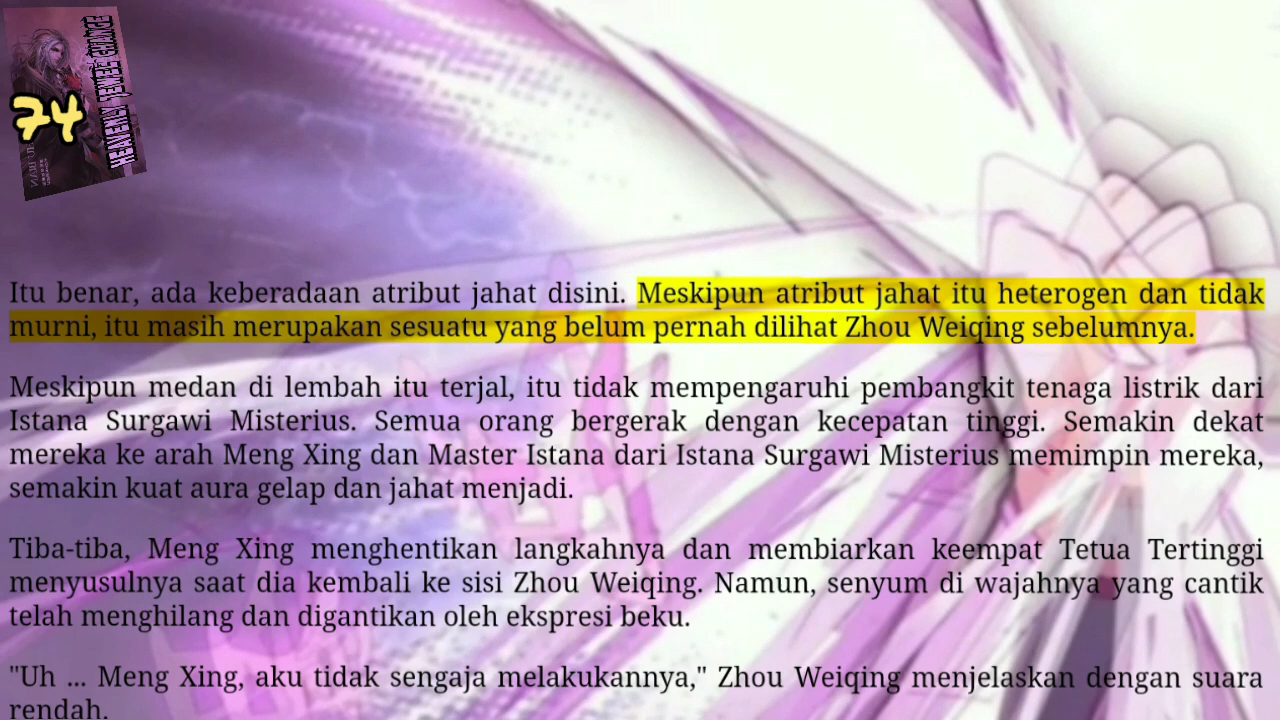 HEAVENLY JEWEL CHANGE
74
Itu benar, ada keberadaan atribut jahat disini. Meskipun atribut jahat itu heterogen dan tidak
murni, itu masih merupakan sesuatu yang belum pernah dilihat Zhou Weiqing sebelumnya.
Meskipun medan di lembah itu terjal, itu tidak mempengaruhi pembangkit tenaga listrik dari
Istana Surgawi Misterius. Semua orang bergerak dengan kecepatan tinggi. Semakin dekat
mereka ke arah Meng Xing dan Master Istana dari Istana Surgawi Misterius memimpin mereka,
semakin kuat aura gelap dan jahat menjadi.
Tiba-tiba, Meng Xing menghentikan langkahnya dan membiarkan keempat Tetua Tertinggi
menyusulnya saat dia kembali ke sisi Zhou Weiqing. Namun, senyum di wajahnya yang cantik
telah menghilang dan digantikan oleh ekspresi beku.
"Uh ... Meng Xing, aku tidak sengaja melakukannya," Zhou Weiqing menjelaskan dengan suara
rendah.